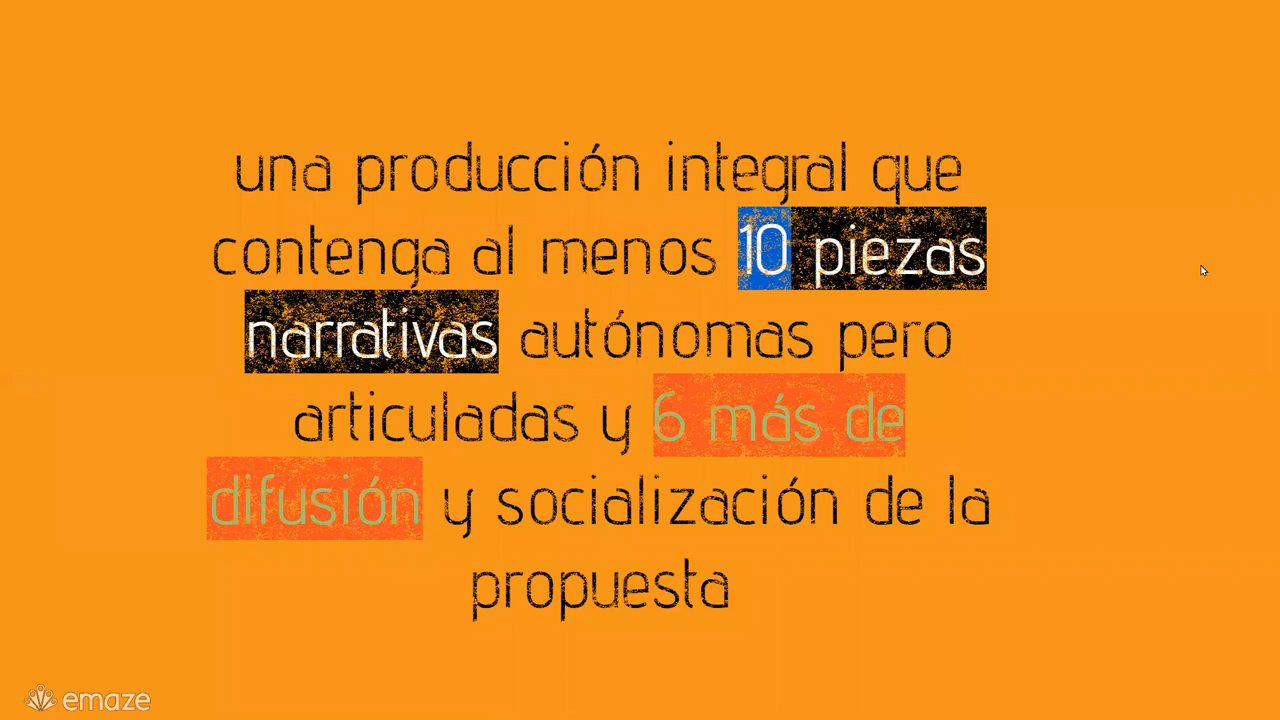 una producción integral que
contenga al menos 10 piezas
narrativas autónomas pero
articuladas y 6 más de
difusión y socialización de la
propuesta
emaze